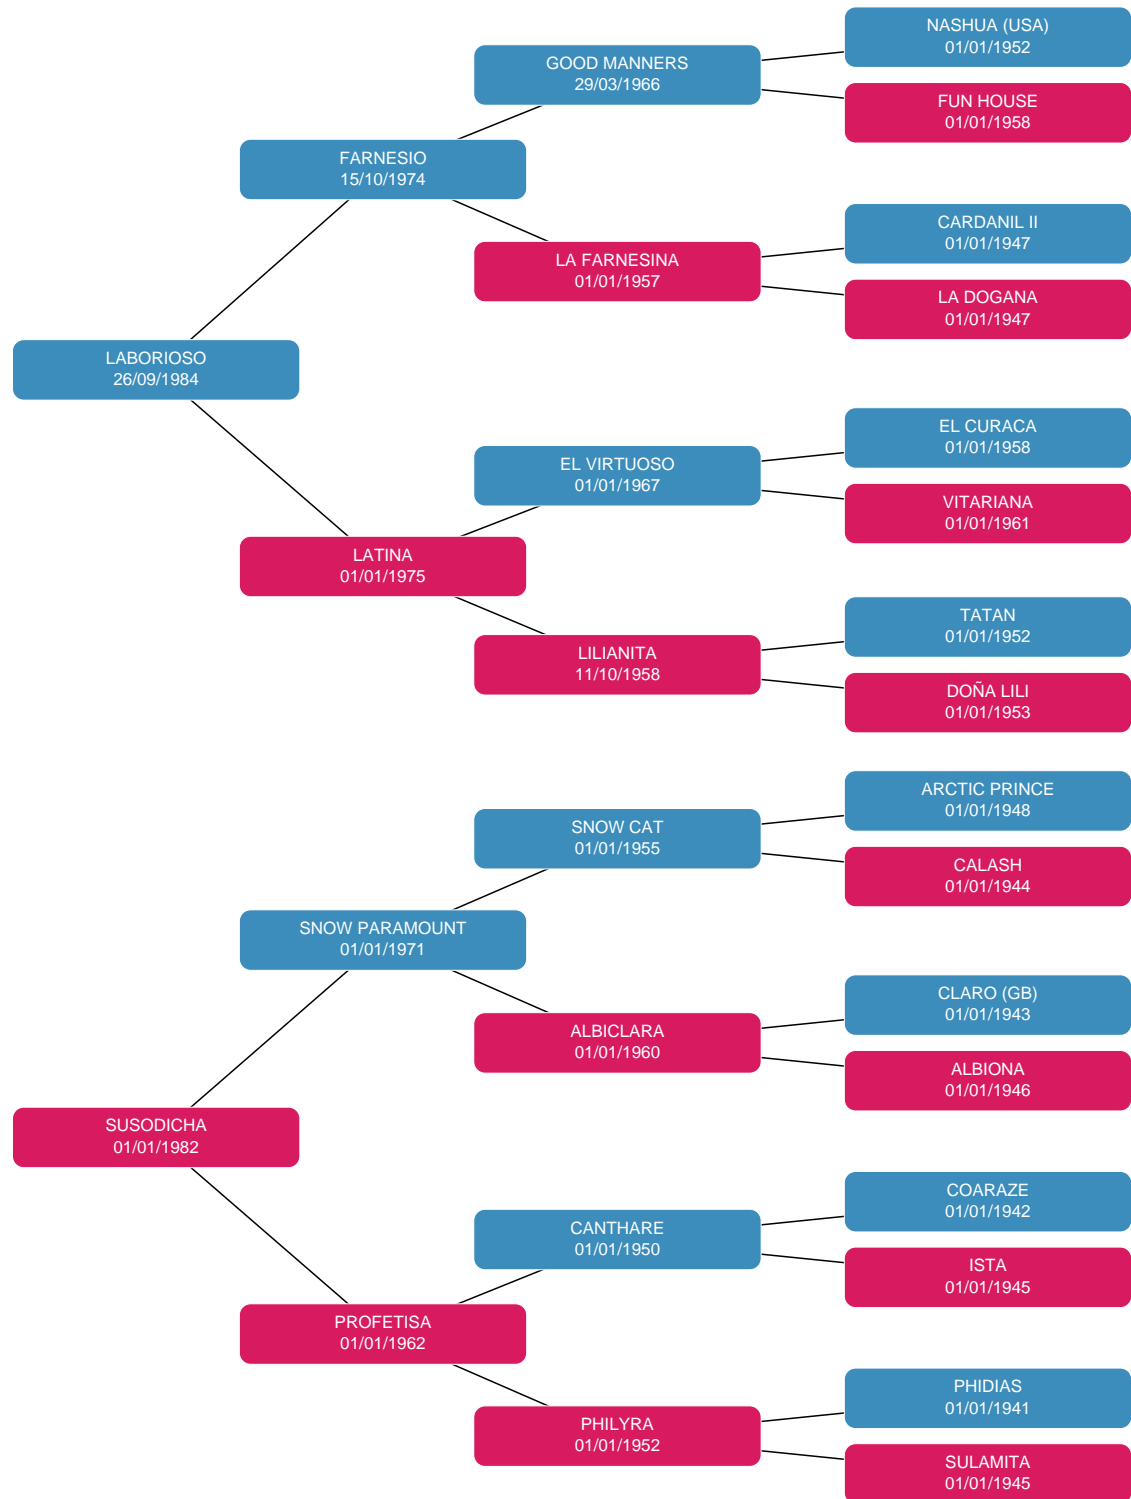 NASHUA (USA)
01/01/1952
GOOD MANNERS
29/03/1966
FUN HOUSE
01/01/1958
FARNESIO
15/10/1974
CARDANIL II
01/01/1947
LA FARNESINA
01/01/1957
LA DOGANA
01/01/1947
LABORIOSO
26/09/1984
EL CURACA
01/01/1958
EL VIRTUOSO
01/01/1967
VITARIANA
01/01/1961
LATINA
01/01/1975
TATAN
01/01/1952
LILIANITA
11/10/1958
DOÑA LILI
01/01/1953
ARCTIC PRINCE
01/01/1948
SNOW CAT
01/01/1955
CALASH
01/01/1944
SNOW PARAMOUNT
01/01/1971
CLARO (GB)
01/01/1943
ALBICLARA
01/01/1960
ALBIONA
01/01/1946
SUSODICHA
01/01/1982
COARAZE
01/01/1942
CANTHARE
01/01/1950
ISTA
01/01/1945
PROFETISA
01/01/1962
PHIDIAS
01/01/1941
PHILYRA
01/01/1952
SULAMITA
01/01/1945